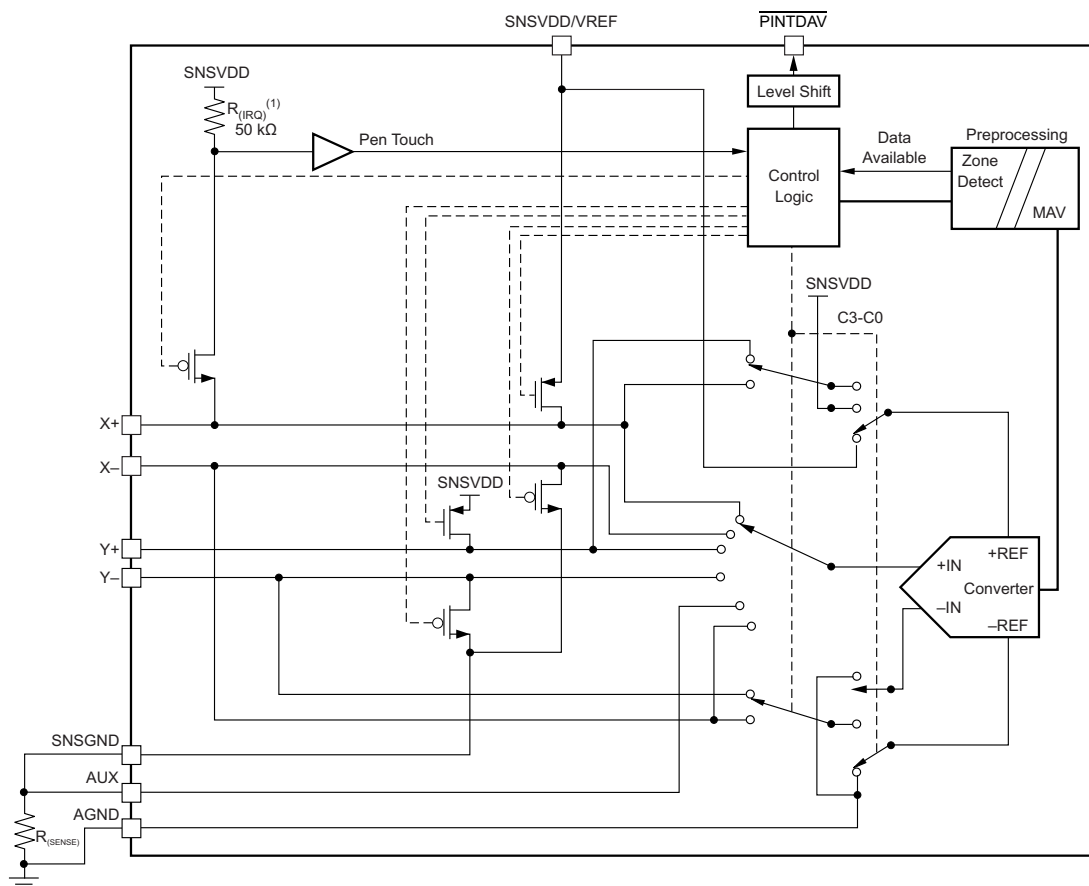 SNSVDD/VREF
PINTDAV
SNSVDD
R(IRQ)(1)
50 kΩ
Level Shift
Pen Touch
Control
Logic
Data
Available
Preprocessing
Zone
Detect
MAV
SNSVDD
C3-C0
X+
X–
SNSVDD
Y+
Y–
+REF
+IN
Converter
–IN
–REF
SNSGND
AUX
AGND
R(SENSE)